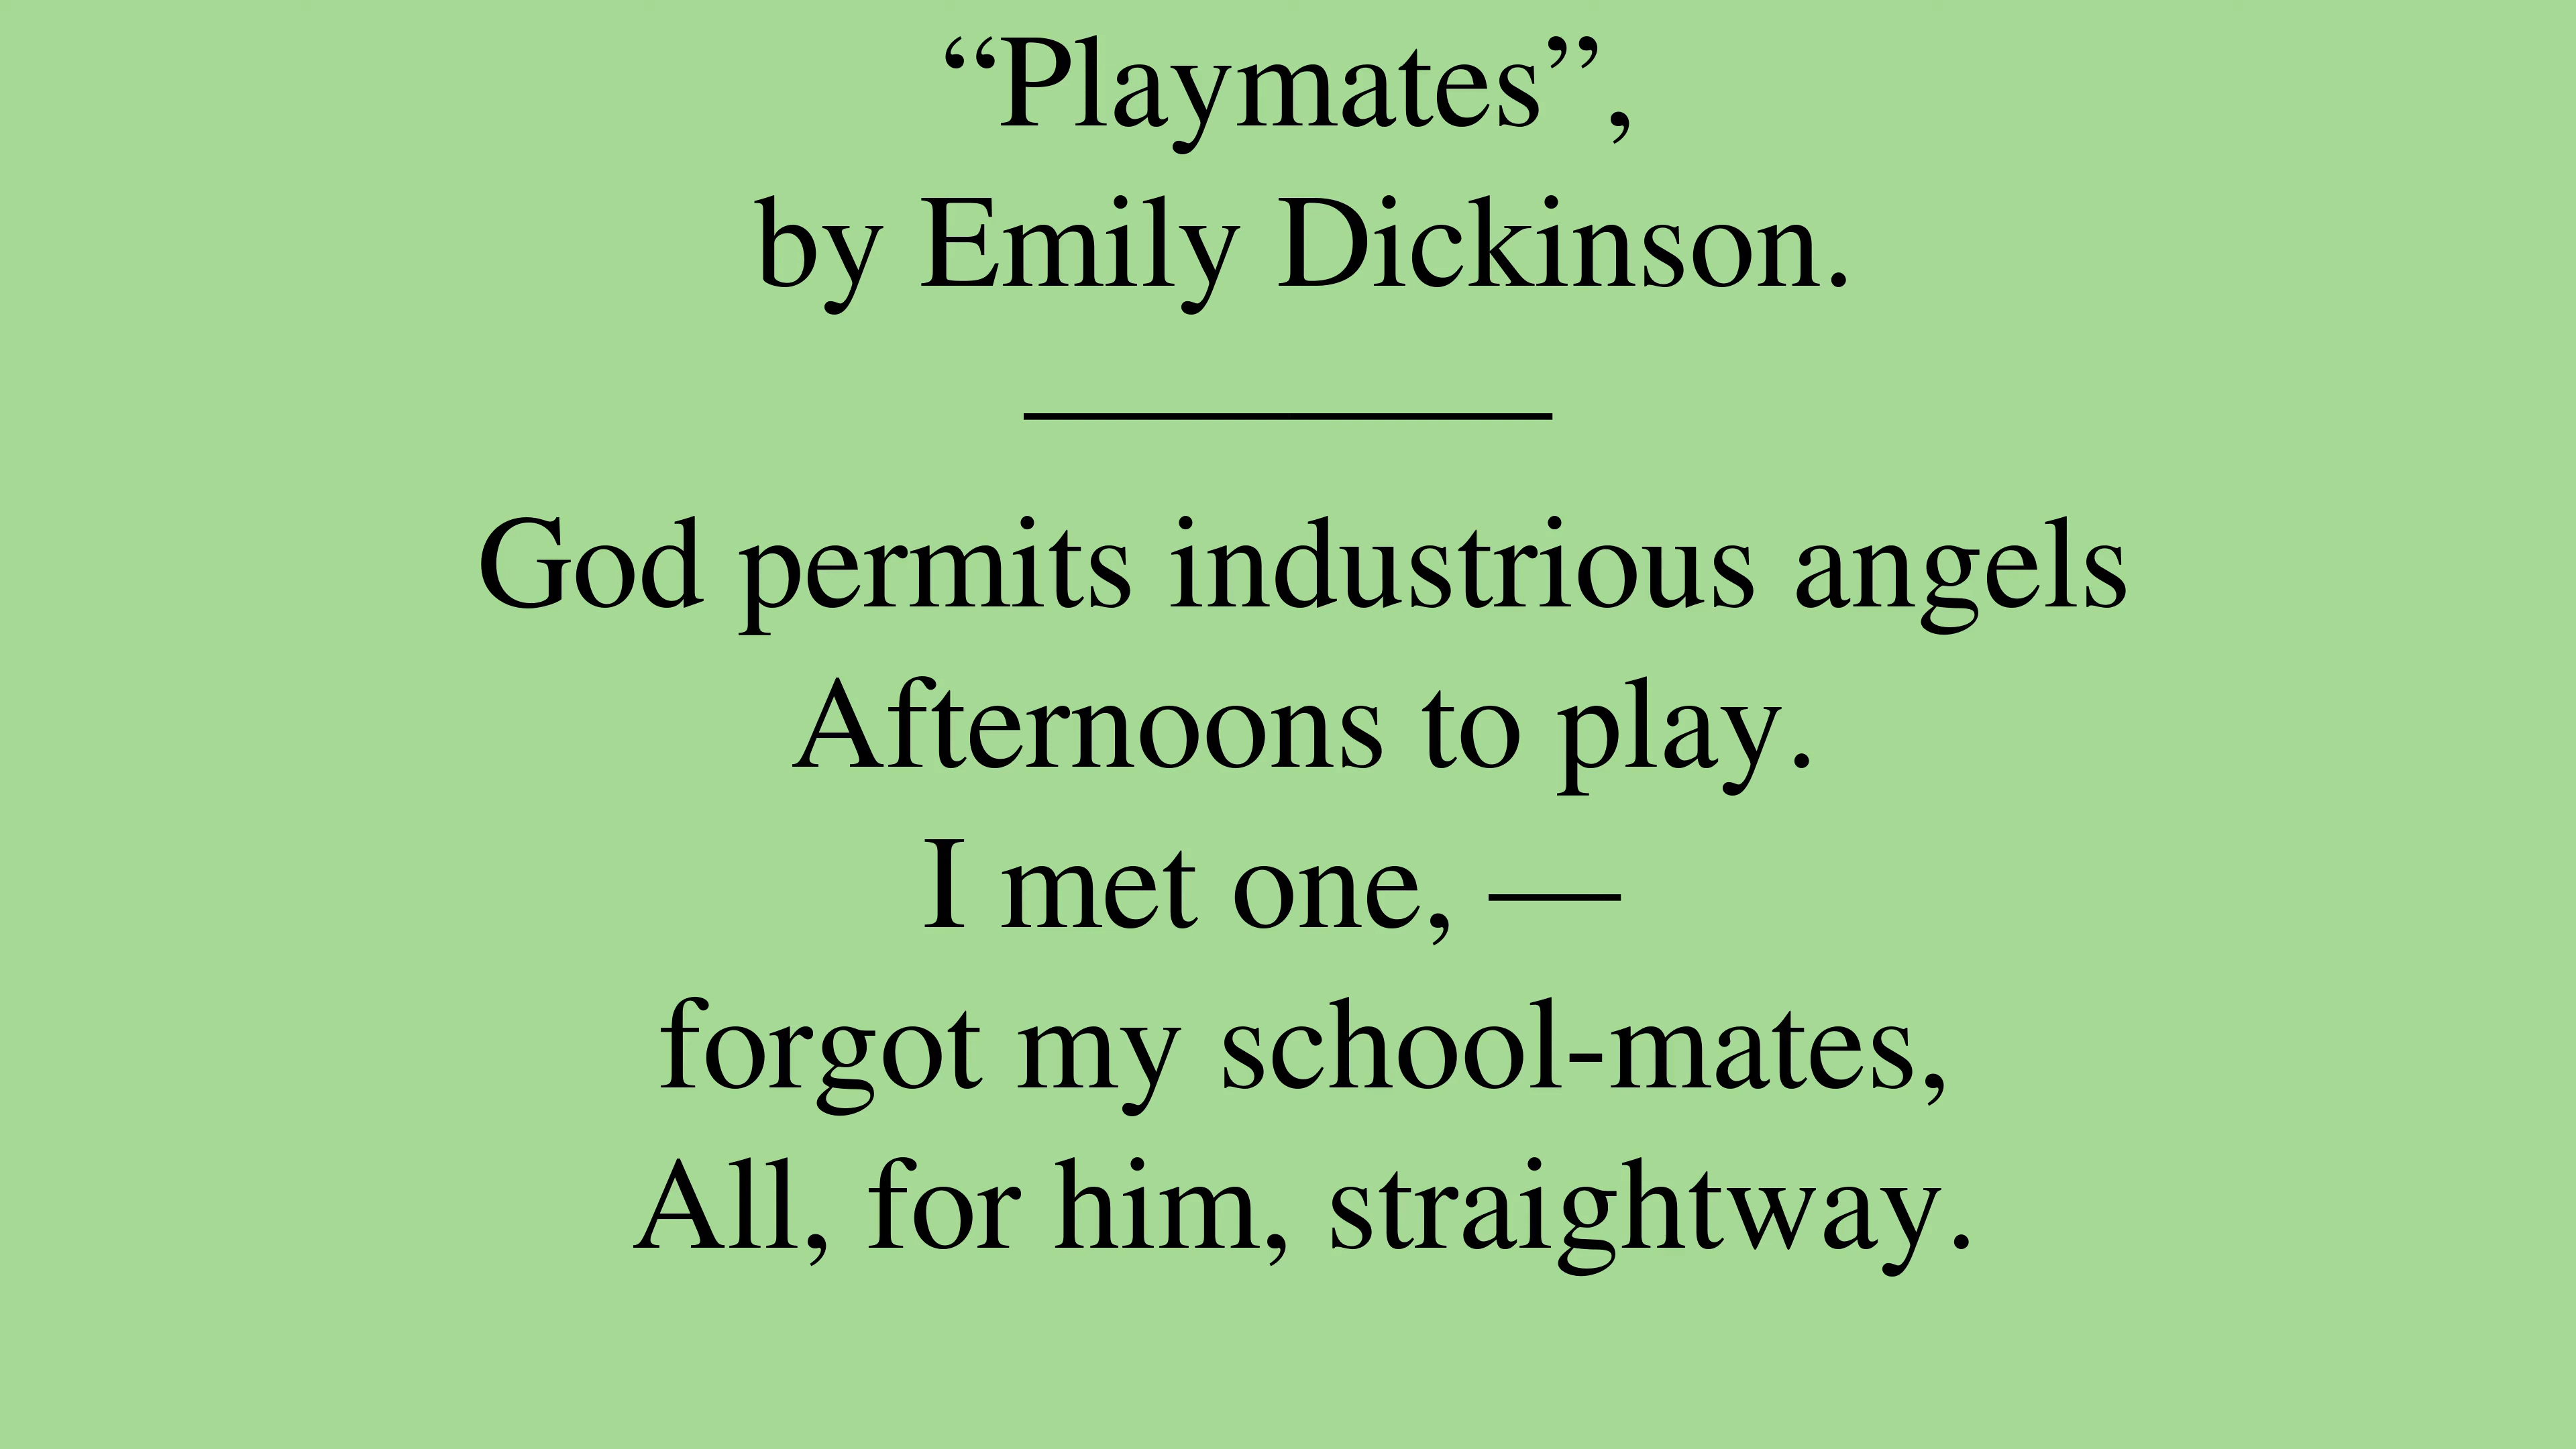 “Playmates”,
by Emily Dickinson.
————
God permits industrious angels
Afternoons to play.
I met one, —
forgot my school-mates,
All, for him, straightway.